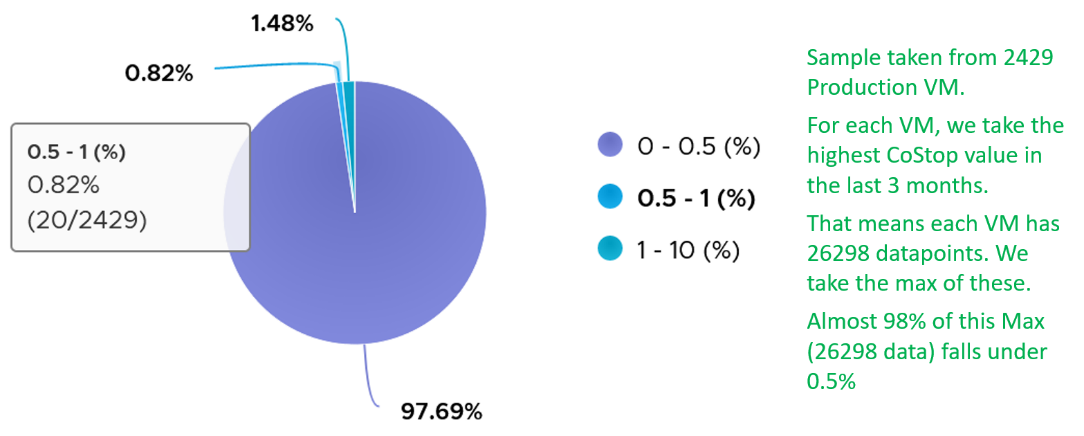 1.48%
0.82%
0.5 - 1 (%)
0.82%
(20/2429)
97.69%
0 - 0.5 (%)
0.5 - 1 (%)
1 - 10 (%)
Sample taken from 2429
Production VM.
For each VM, we take the
highest CoStop value in
the last 3 months.
That means each VM has
26298 datapoints. We
take the max of these.
Almost 98% of this Max
(26298 data) falls under
0.5%